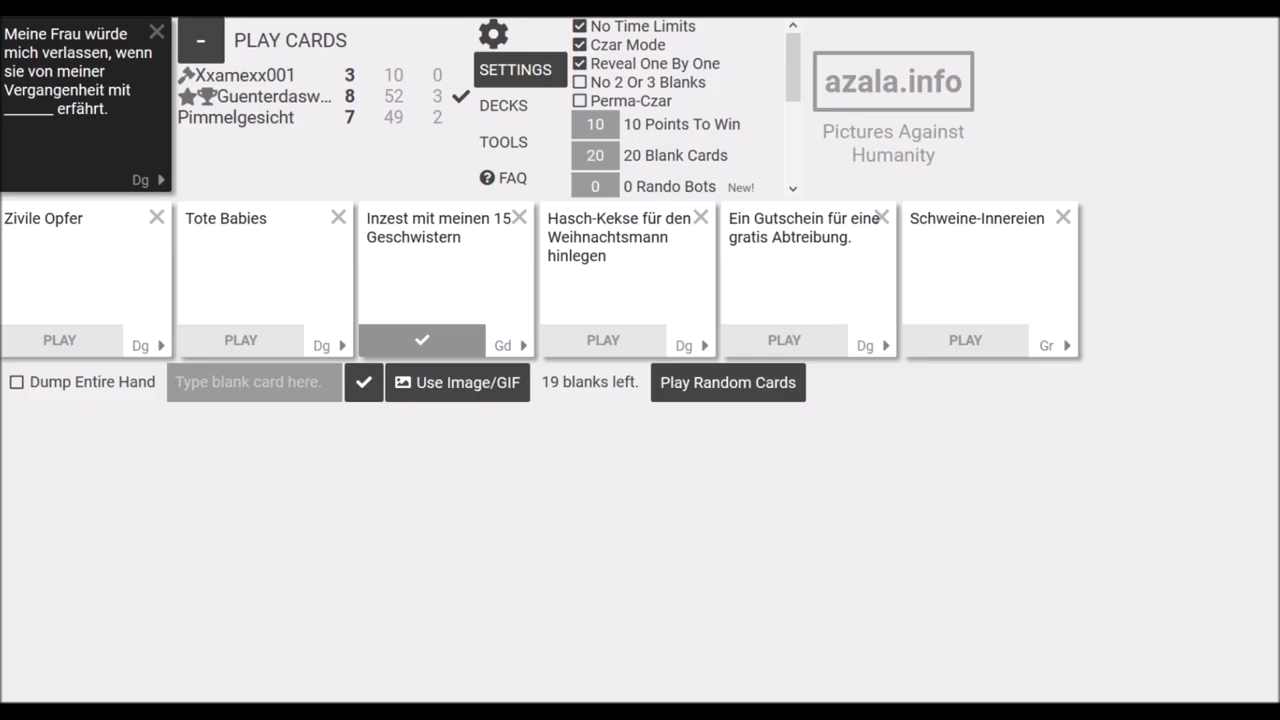 Meine Frau würde
mich verlassen, wenn
sie von meiner
Vergangenheit mit
______ erfährt.
Dg
-
PLAY CARDS
Xxamexx001 3 10 0
Guenterdasw... 8 52 3
Pimmelgesicht 7 49 2
SETTINGS
DECKS
TOOLS
FAQ
No Time Limits
Czar Mode
Reveal One By One
No 2 Or 3 Blanks
Perma-Czar
10 10 Points To Win
20 20 Blank Cards
0 0 Rando Bots New!
azala.info
Pictures Against
Humanity
Zivile Opfer
PLAY
Dg
Tote Babies
PLAY
Dg
Inzest mit meinen 15
Geschwistern
Gd
Hasch-Kekse für den
Weihnachtsmann
hinlegen
PLAY
Dg
Ein Gutschein für eine
gratis Abtreibung.
PLAY
Dg
Schweine-Innereien
PLAY
Gr
Dump Entire Hand
Type blank card here.
Use Image/GIF
19 blanks left.
Play Random Cards